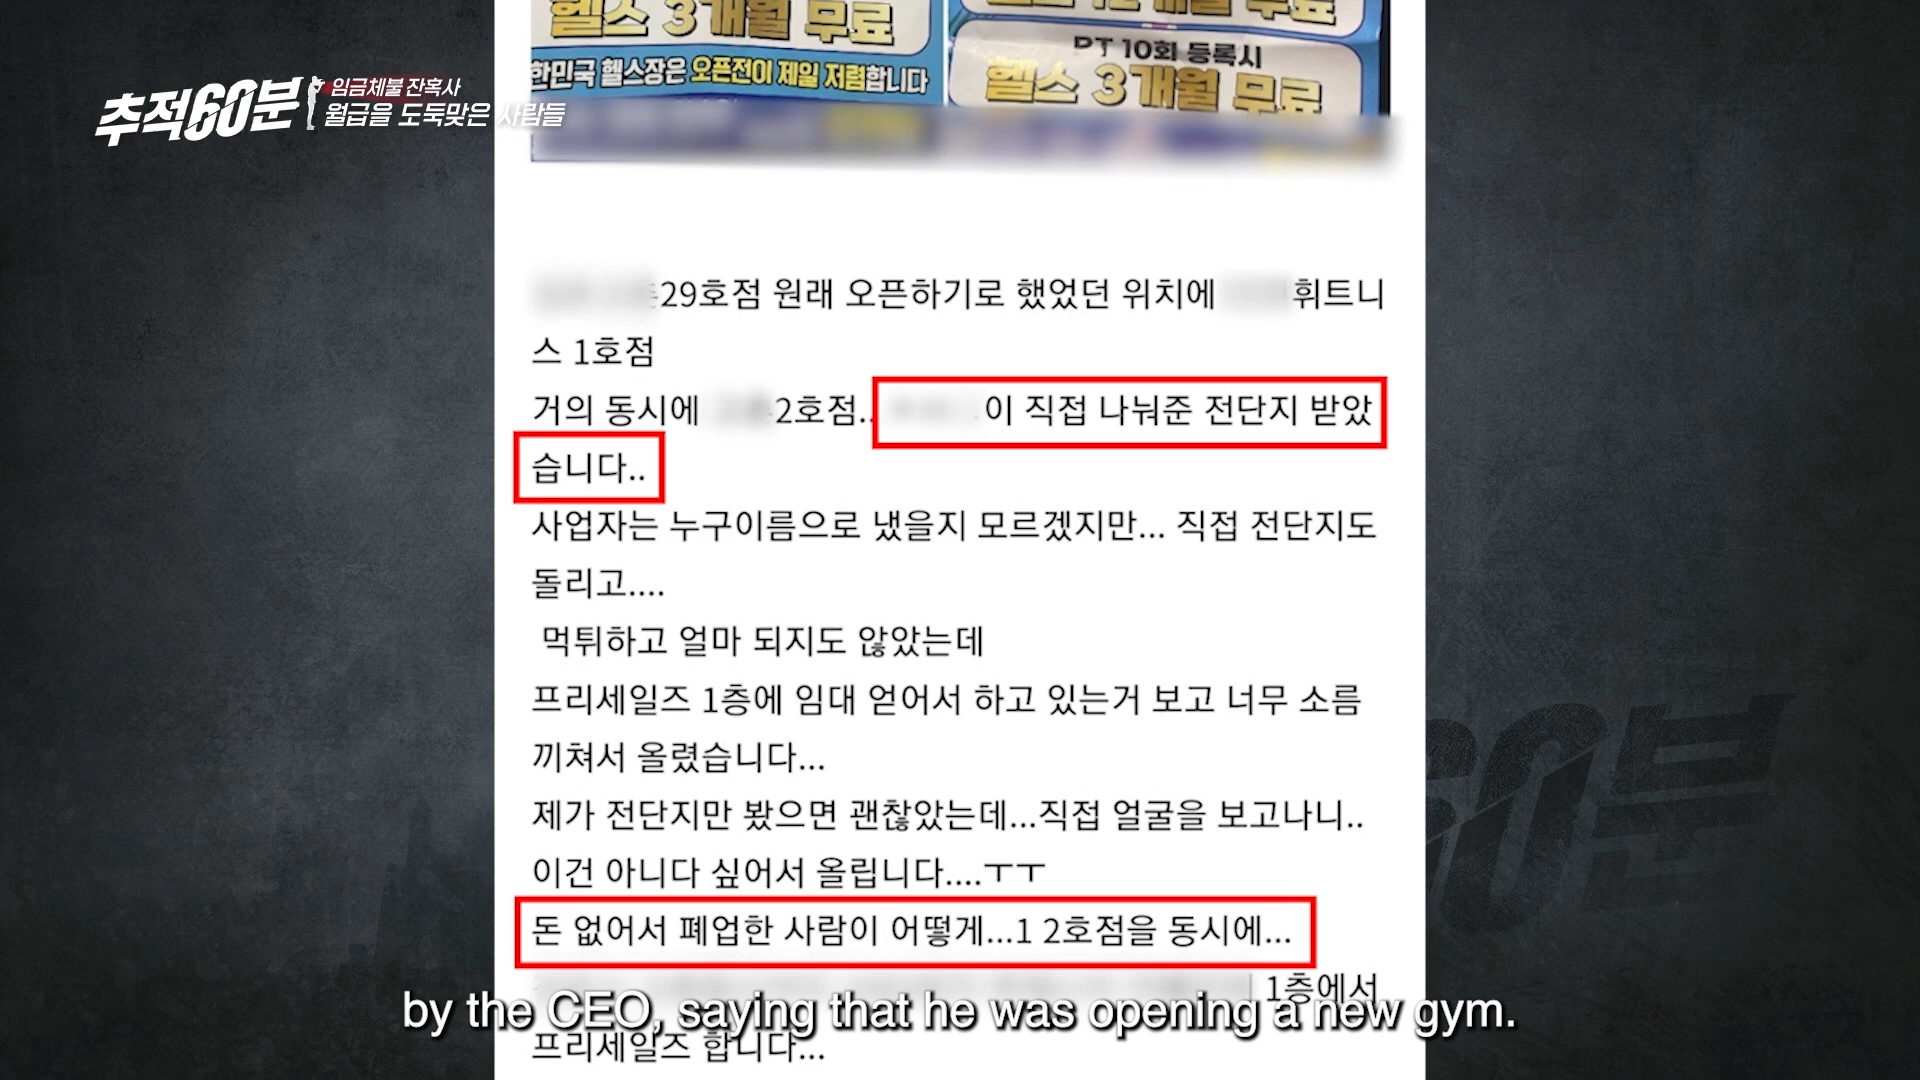 헬스 3개월 무료
PT 10회 등록시
한민국 헬스장은 오픈전이 제일 저렴합니다
헬스 3개월 무료
추적60분
임금체불 잔혹사
월급을 도둑맞은 사람들
29호점 원래 오픈하기로 했었던 위치에 휘트니
스 1호점
거의 동시에 2호점.. 이 직접 나눠준 전단지 받았
습니다..
사업자는 누구이름으로 냈을지 모르겠지만... 직접 전단지도
돌리고....
먹튀하고 얼마 되지도 않았는데
프리세일즈 1층에 임대 얻어서 하고 있는거 보고 너무 소름
끼쳐서 올렸습니다...
제가 전단지만 봤으면 괜찮았는데...직접 얼굴을 보고나니..
이건 아니다 싶어서 올립니다....ㅜㅜ
돈 없어서 폐업한 사람이 어떻게...1 2호점을 동시에...
1층에서
by the CEO, saying that he was opening a new gym.
프리세일즈 합니다...
60분